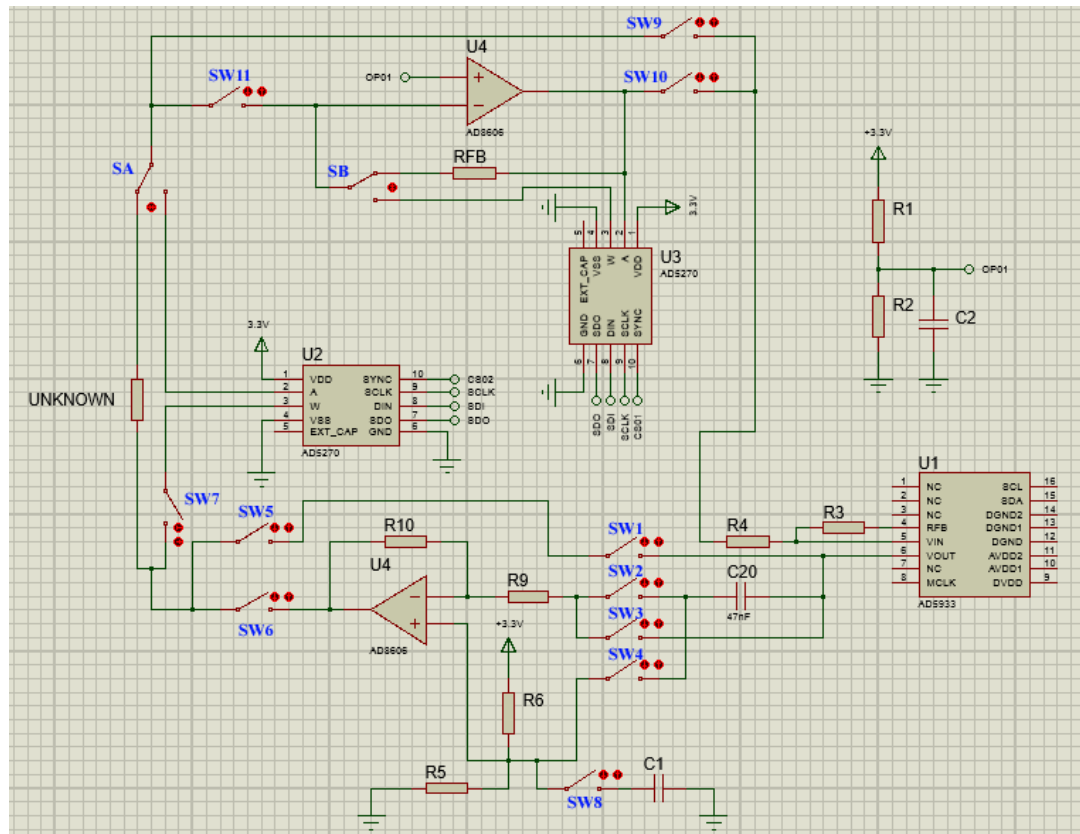 SW9
U4
SW11
OP01
SW10
AD8606
+3.3V
SA
SB
RFB
R1
3.3V
OP01
5 4 3 2 1
EXT_CAP VSS W A VDD
U3
AD5270
R2
C2
GND SDO DIN SCLK SYNC
6 7 8 9 10
SDO SDI SCLK CS01
3.3V
U2
1 VDD SYNC 10 CS02
2 A SCLK 9 SCLK
3 W DIN 8 SDI
4 VSS SDO 7 SDO
5 EXT_CAP GND 6
AD5270
UNKNOWN
U1
1 NC SCL 16
2 NC SDA 15
3 NC DGND2 14
4 RFB DGND1 13
5 VIN DGND 12
6 VOUT AVDD2 11
7 NC AVDD1 10
8 MCLK DVDD 9
AD5933
SW7
SW5
R10
SW1
R4
R3
U4
R9
SW2
C20
47nF
SW6
AD8606
+3.3V
SW3
SW4
R6
R5
C1
SW8